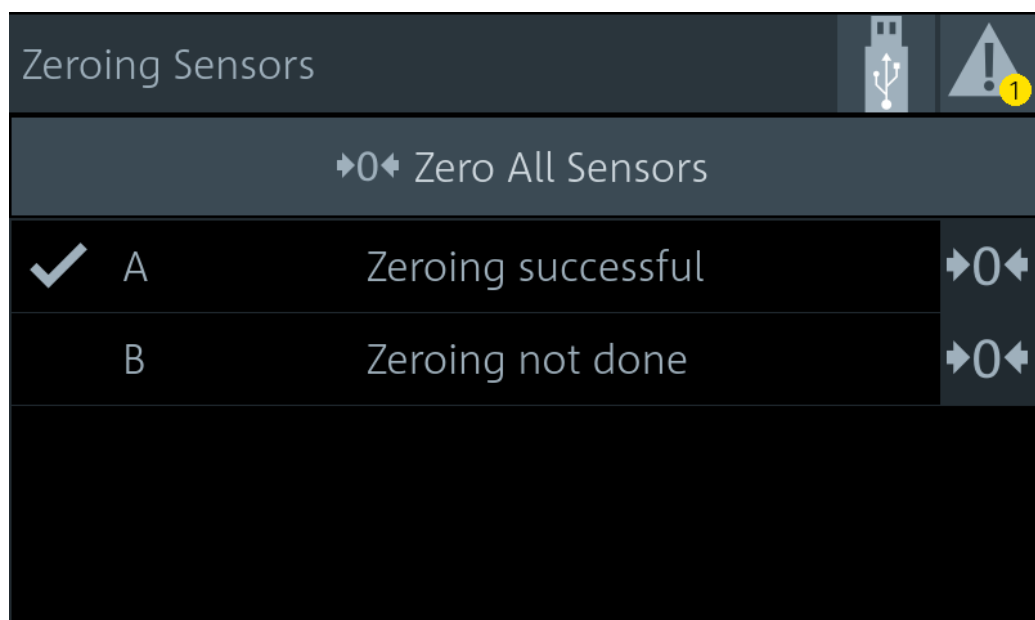 Zeroing Sensors
1
0 Zero All Sensors
A Zeroing successful 0
B Zeroing not done 0